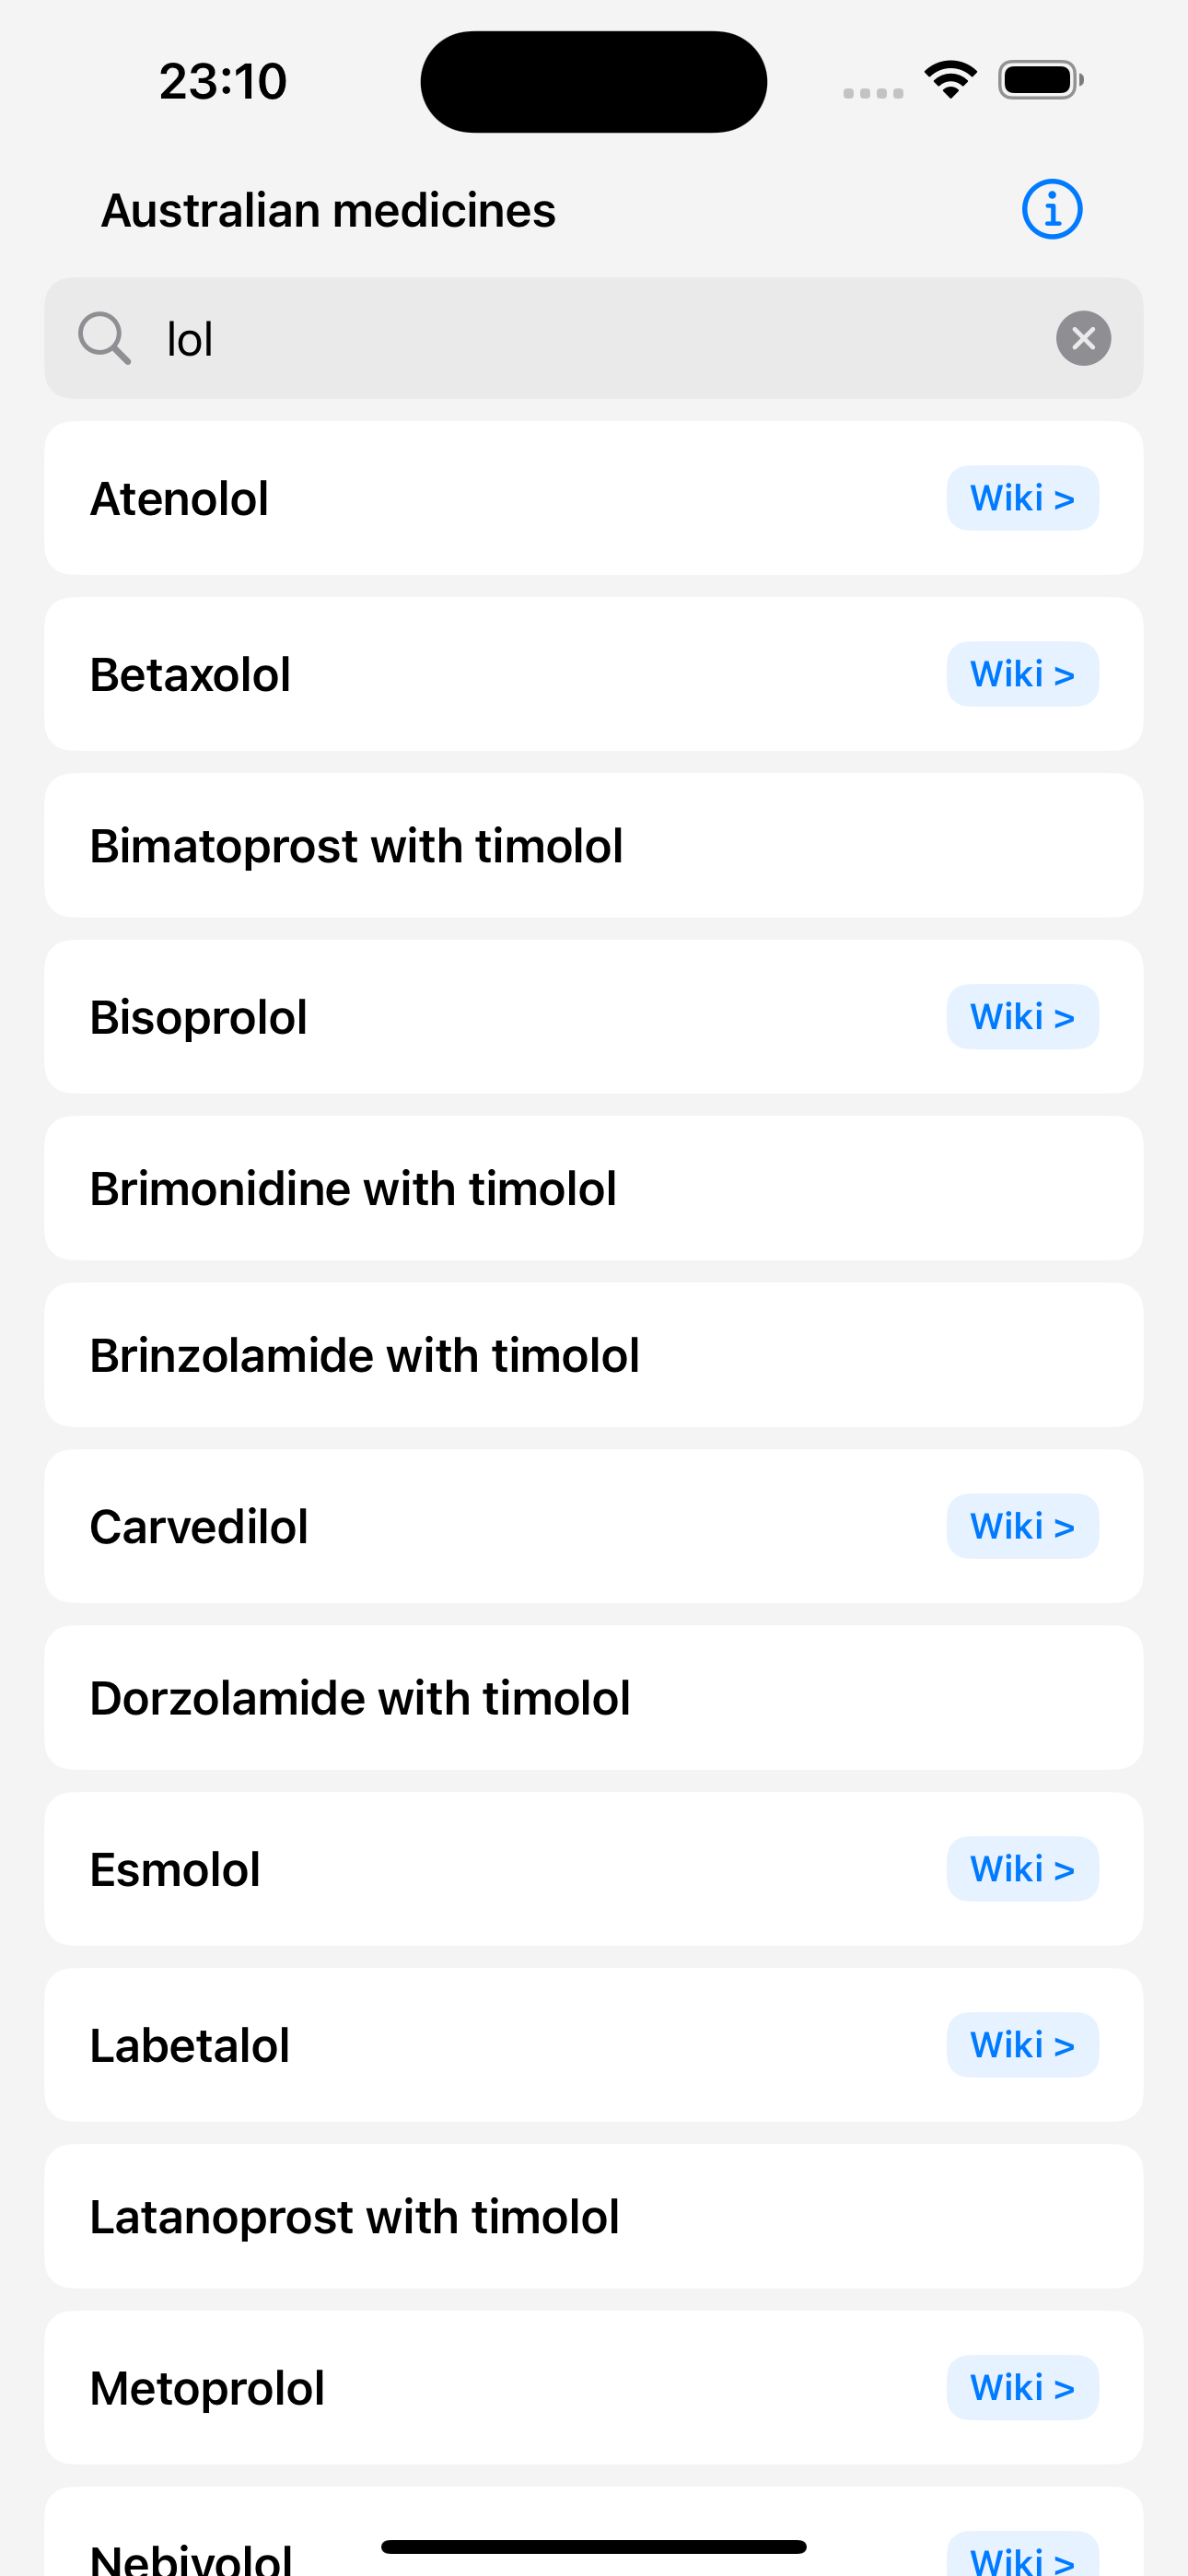 23:10
Australian medicines
lol
Atenolol Wiki >
Betaxolol Wiki >
Bimatoprost with timolol
Bisoprolol Wiki >
Brimonidine with timolol
Brinzolamide with timolol
Carvedilol Wiki >
Dorzolamide with timolol
Esmolol Wiki >
Labetalol Wiki >
Latanoprost with timolol
Metoprolol Wiki >
Nebivolol Wiki >